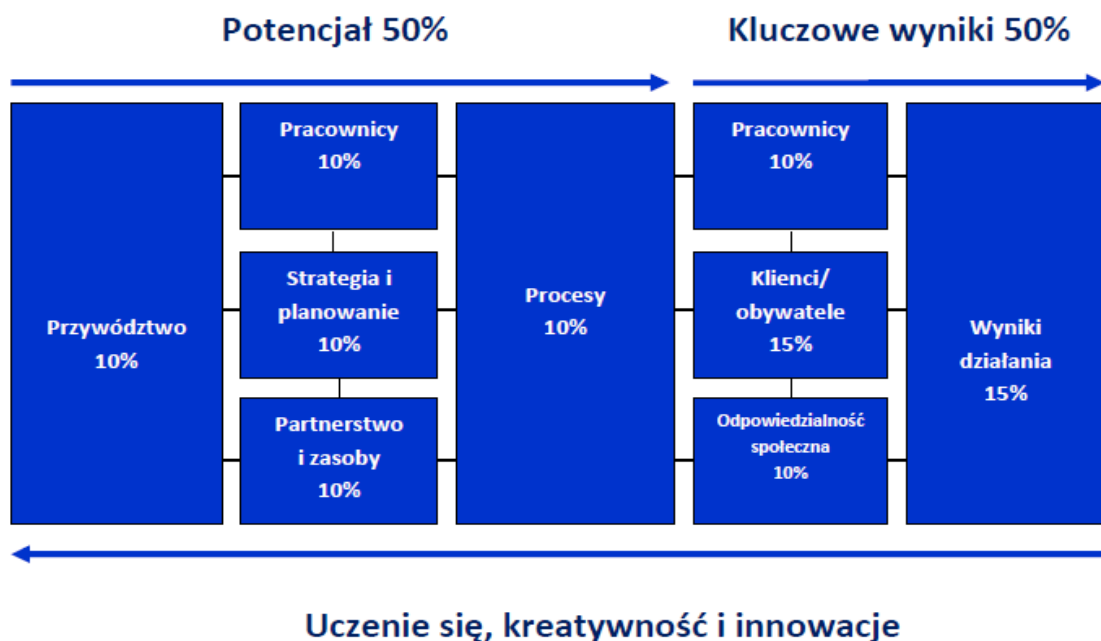 Potencjał 50%
Kluczowe wyniki 50%
Przywództwo
10%
Pracownicy
10%
Strategia i
planowanie
10%
Partnerstwo
i zasoby
10%
Procesy
10%
Pracownicy
10%
Klienci/
obywatele
15%
Odpowiedzialność
społeczna
10%
Wyniki
działania
15%
Uczenie się, kreatywność i innowacje